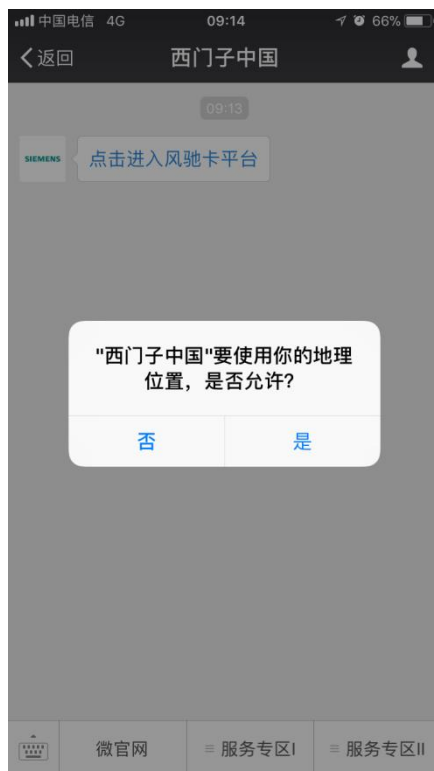 中国电信 4G 09:14 66%
返回 西门子中国
09:13
SIEMENS 点击进入风驰卡平台
"西门子中国"要使用你的地理
位置，是否允许?
否 是
微官网 服务专区I 服务专区II